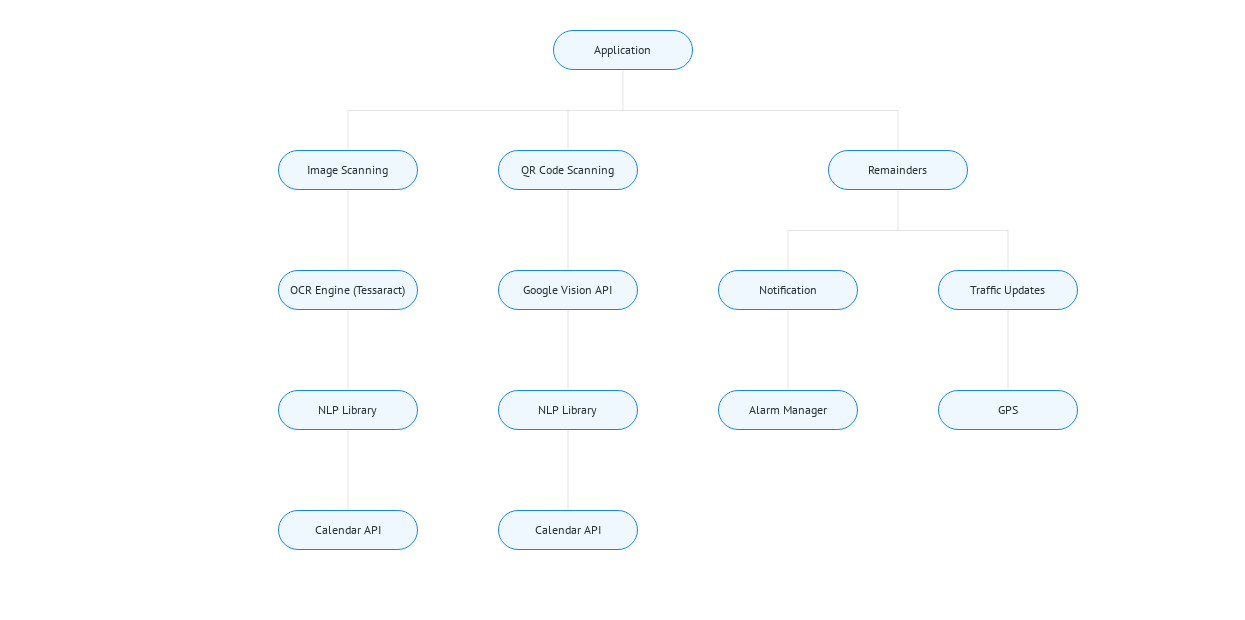 Application
Image Scanning
QR Code Scanning
Remainders
OCR Engine (Tessaract)
Google Vision API
Notification
Traffic Updates
NLP Library
NLP Library
Alarm Manager
GPS
Calendar API
Calendar API